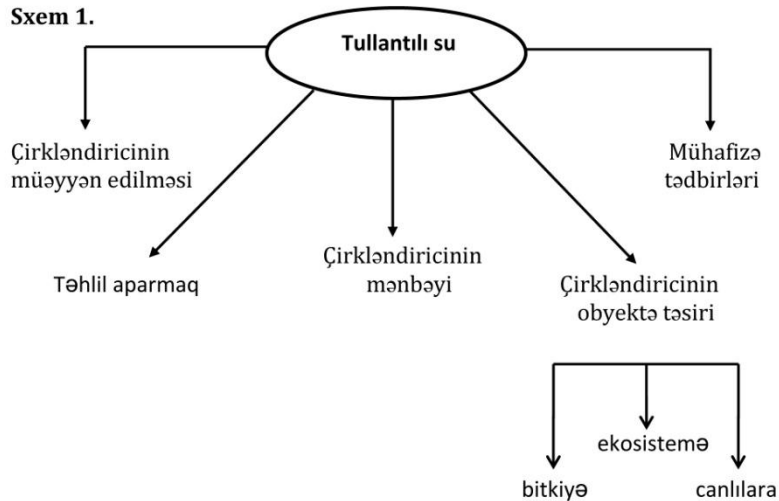 Sxem 1.
Tullantılı su
Çirkləndiricinin
müəyyən edilməsi
Mühafizə
tədbirləri
Təhlil aparmaq
Çirkləndiricinin
mənbəyi
Çirkləndiricinin
obyektə təsiri
ekosistemə
bitkiyə
canlılara